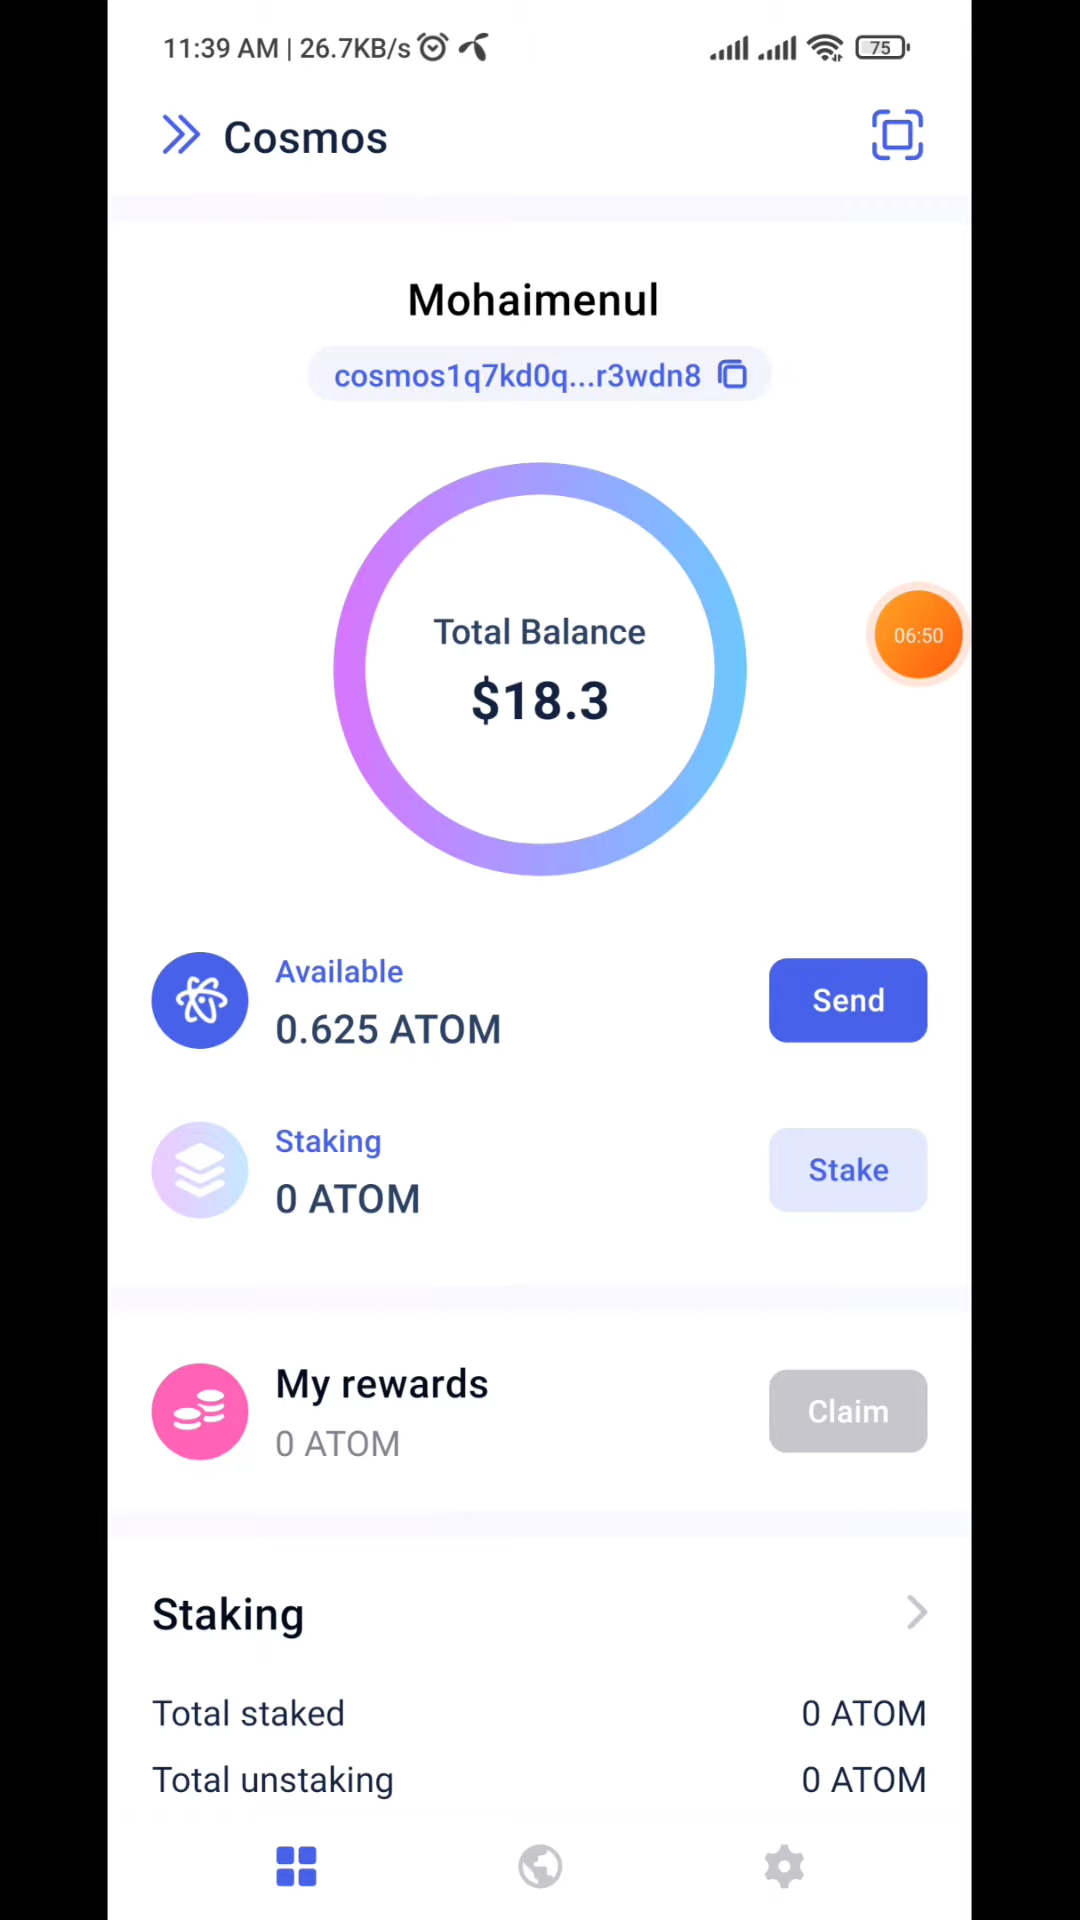 11:39 AM | 26.7KB/s
75
Cosmos
Mohaimenul
cosmos1q7kd0q...r3wdn8
Total Balance
$18.3
06:50
Available
0.625 ATOM
Send
Staking
0 ATOM
Stake
My rewards
0 ATOM
Claim
Staking
Total staked 0 ATOM
Total unstaking 0 ATOM